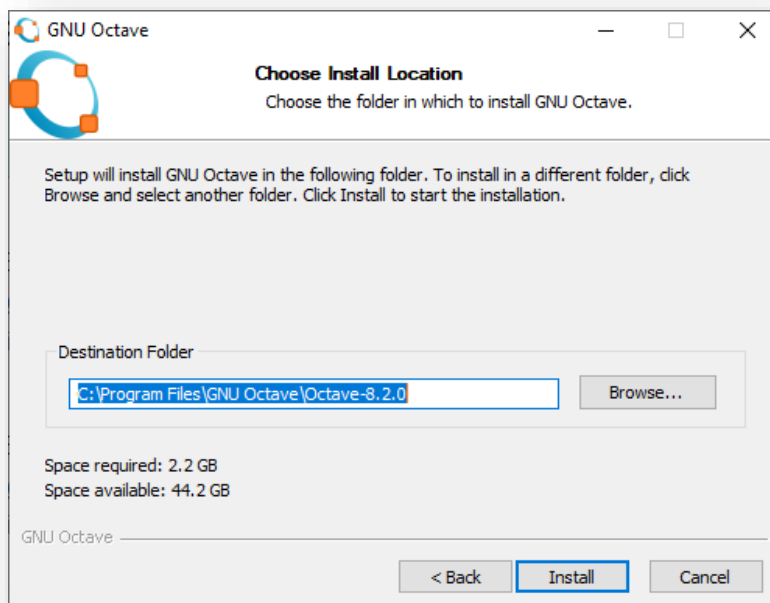 GNU Octave
Choose Install Location
Choose the folder in which to install GNU Octave.
Setup will install GNU Octave in the following folder. To install in a different folder, click
Browse and select another folder. Click Install to start the installation.
Destination Folder
C:\Program Files\GNU Octave\Octave-8.2.0
Browse...
Space required: 2.2 GB
Space available: 44.2 GB
GNU Octave
< Back
Install
Cancel